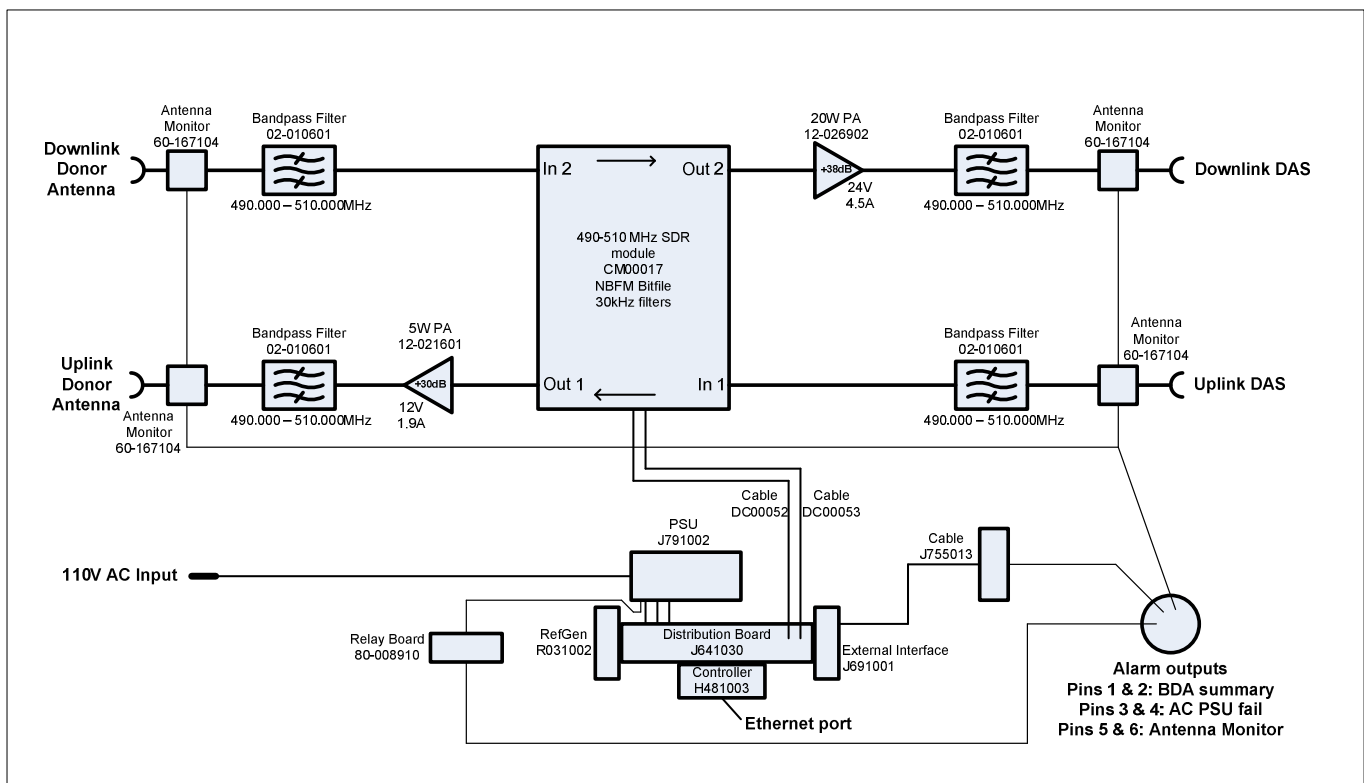 Antenna
Monitor
60-167104
Bandpass Filter
02-010601
20W PA
12-026902
Bandpass Filter
02-010601
Antenna
Monitor
60-167104
Downlink
Donor
Antenna
In 2
Out 2
+38dB
Downlink DAS
490.000 – 510.000MHz
24V
4.5A
490.000 – 510.000MHz
490-510 MHz SDR
module
CM00017
NBFM Bitfile
30kHz filters
Bandpass Filter
02-010601
5W PA
12-021601
Bandpass Filter
02-010601
Antenna
Monitor
60-167104
Uplink
Donor
Antenna
+30dB
Out 1
In 1
Uplink DAS
Antenna
Monitor
60-167104
490.000 – 510.000MHz
12V
1.9A
490.000 – 510.000MHz
Cable
DC00052
Cable
DC00053
PSU
J791002
Cable
J755013
110V AC Input
Relay Board
80-008910
RefGen
R031002
Distribution Board
J641030
External Interface
J691001
Controller
H481003
Ethernet port
Alarm outputs
Pins 1 & 2: BDA summary
Pins 3 & 4: AC PSU fail
Pins 5 & 6: Antenna Monitor